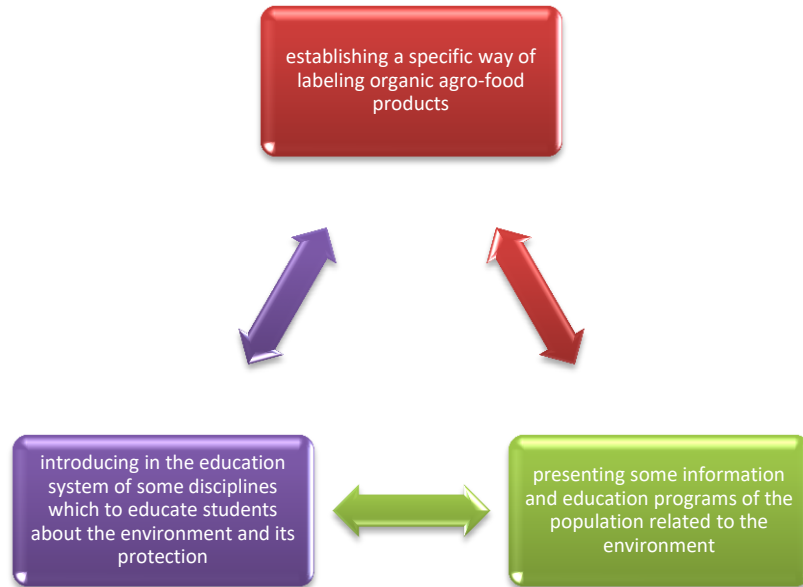 establishing a specific way of
labeling organic agro-food
products
introducing in the education
system of some disciplines
which to educate students
about the environment and its
protection
presenting some information
and education programs of the
population related to the
environment